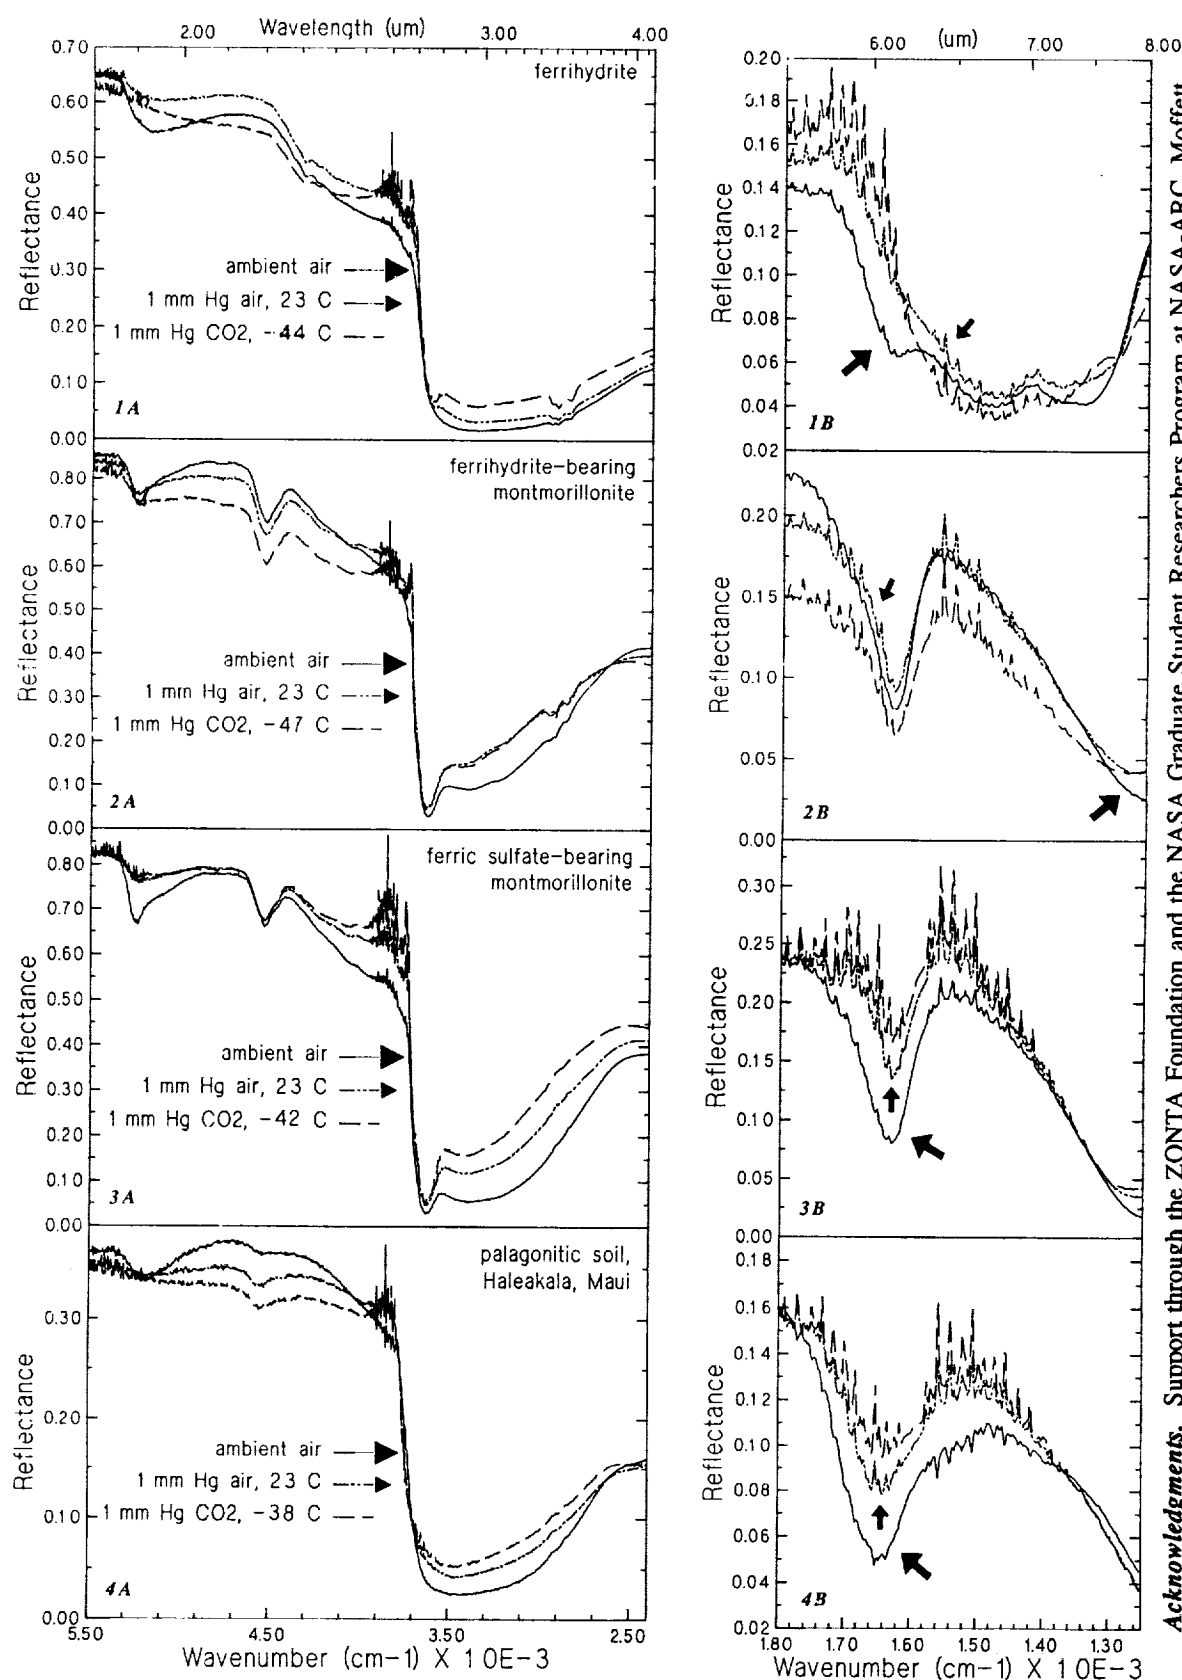 2.00 Wavelength (um) 3.00 4.00
0.70
ferrihydrite
0.60
0.50
0.40
0.30
0.20
0.10
0.00
Reflectance
ambient air
1 mm Hg air, 23 C
1 mm Hg CO2, -44 C
1A
0.80
0.70
0.60
0.50
0.40
0.30
0.20
0.10
0.00
Reflectance
ferrihydrite-bearing
montmorillonite
ambient air
1 mm Hg air, 23 C
1 mm Hg CO2, -47 C
2A
0.80
0.70
0.60
0.50
0.40
0.30
0.20
0.10
0.00
Reflectance
ferric sulfate-bearing
montmorillonite
ambient air
1 mm Hg air, 23 C
1 mm Hg CO2, -42 C
3A
0.30
0.20
0.10
0.00
Reflectance
palagonitic soil,
Haleakala, Maui
ambient air
1 mm Hg air, 23 C
1 mm Hg CO2, -38 C
4A
5.50 4.50 3.50 2.50
Wavenumber (cm-1) X 1 0E-3
6.00 (um) 7.00 8.00
0.20
0.18
0.16
0.14
0.12
0.10
0.08
0.06
0.04
0.02
Reflectance
1B
0.20
0.15
0.10
0.05
0.00
Reflectance
2B
0.30
0.25
0.20
0.15
0.10
0.05
0.00
Reflectance
3B
0.18
0.16
0.14
0.12
0.10
0.08
0.06
0.04
0.02
Reflectance
4B
1.80 1.70 1.60 1.50 1.40 1.30
Wavenumber (cm-1) X 1 0E-3
Acknowledgments. Support through the ZONTA Foundation and the NASA Graduate Student Researchers Program at NASA-ARC, Moffett